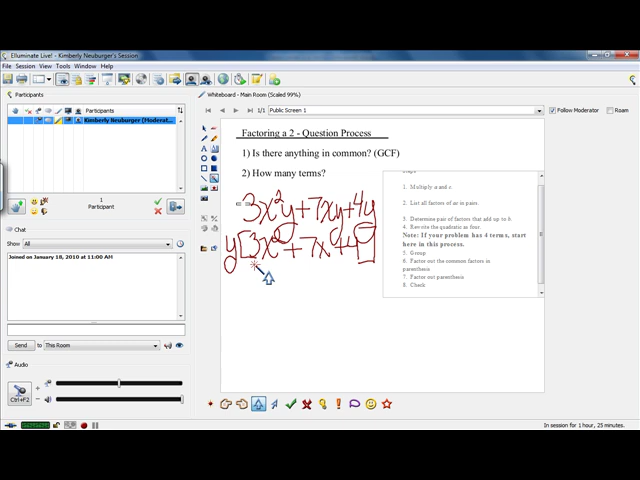 Elluminate Live! - Kimberly Neuburger's Session
File Session View Tools Window Help
Participants
Participants
Kimberly Neuburger (Moderat...
1
Participants
Chat
Show All
Joined on January 18, 2010 at 11:00 AM
Send to This Room
Audio
Ctrl+F2
Whiteboard - Main Room (Scaled 99%)
1/1 Public Screen 1 Follow Moderator Roam
Factoring a 2 - Question Process
1) Is there anything in common? (GCF)
2) How many terms?
3x²y+7xy+4y
y[3x²+7x+4]
1. Multiply a and c.
2. List all factors of ac in pairs.
3. Determine pair of factors that add up to b.
4. Rewrite the quadratic as four.
Note: If your problem has 4 terms, start
here in this process.
5. Group
6. Factor out the common factors in
parenthesis
7. Factor out parenthesis
8. Check
In session for 1 hour, 25 minutes.